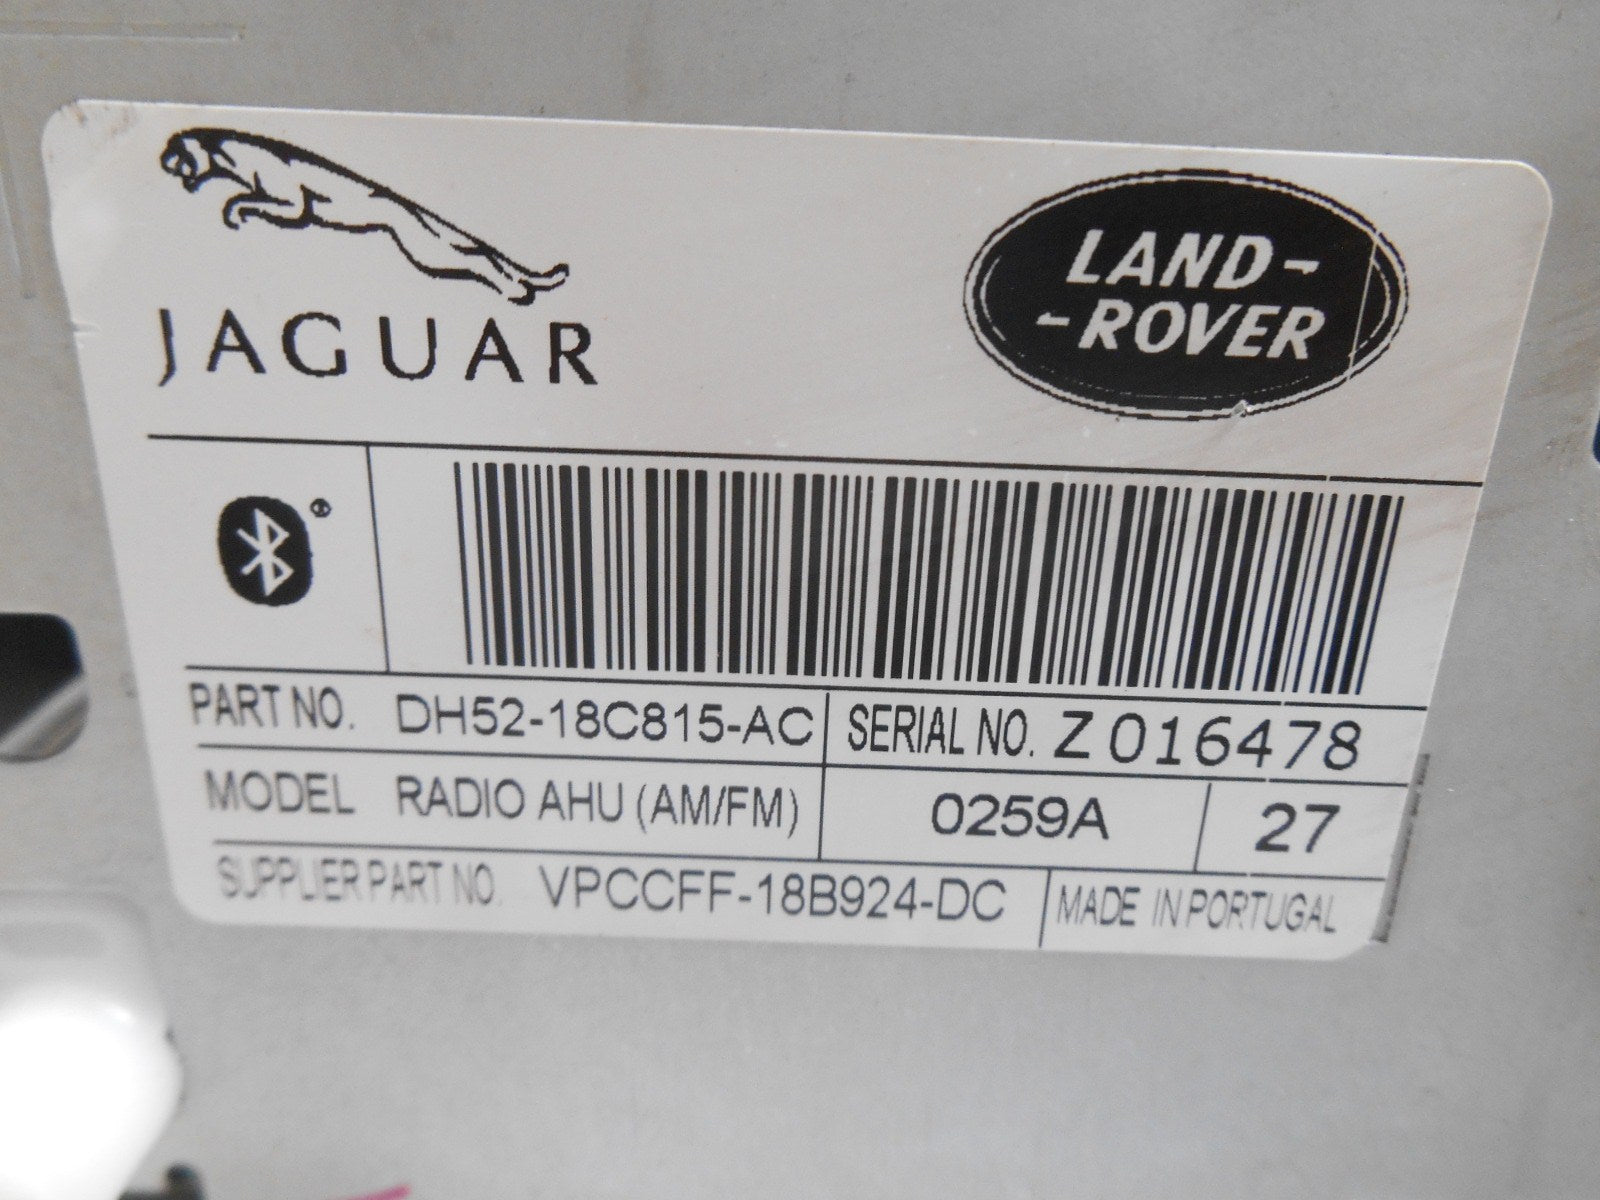 JAGUAR
LAND-
-ROVER
®
PART NO. DH52-18C815-AC SERIAL NO. Z 016478
MODEL RADIO AHU (AM/FM) 0259A 27
SUPPLIER PART NO. VPCCFF-18B924-DC MADE IN PORTUGAL